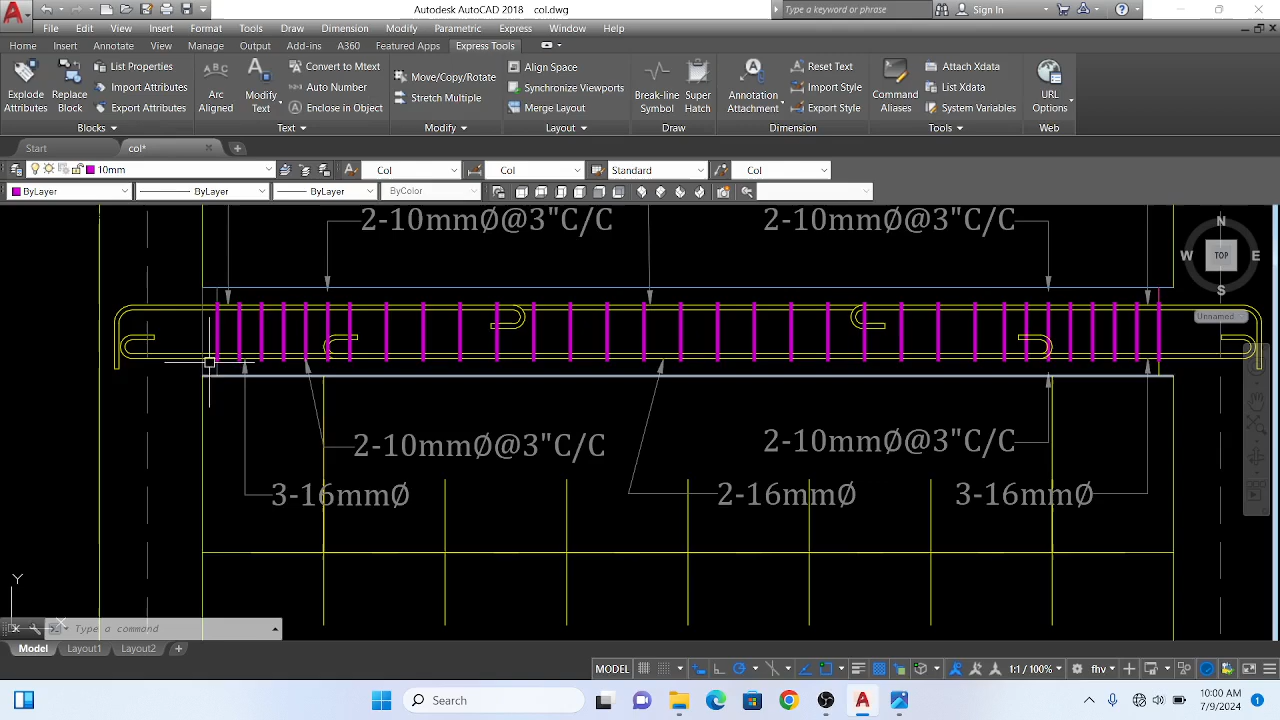 Autodesk AutoCAD 2018 col.dwg
Type a keyword or phrase
Sign In
File Edit View Insert Format Tools Draw Dimension Modify Parametric Express Window Help
Home Insert Annotate View Manage Output Add-ins A360 Featured Apps Express Tools
Explode Attributes
Replace Block
List Properties
Import Attributes
Export Attributes
Blocks
Arc Aligned
Modify Text
Convert to Mtext
Auto Number
Enclose in Object
Text
Move/Copy/Rotate
Stretch Multiple
Modify
Align Space
Synchronize Viewports
Merge Layout
Layout
Break-line Symbol
Super Hatch
Draw
Annotation Attachment
Reset Text
Import Style
Export Style
Dimension
Command Aliases
Attach Xdata
List Xdata
System Variables
Tools
URL Options
Web
Start col*
10mm Col Col Standard Col
ByLayer ByLayer ByLayer ByColor
2-10mmØ@3"C/C 2-10mmØ@3"C/C
N
W TOP E
S
Unnamed
2-10mmØ@3"C/C 2-10mmØ@3"C/C
3-16mmØ 2-16mmØ 3-16mmØ
Y
X
Type a command
Model Layout1 Layout2
MODEL 1:1/100% fhv
Search
10:00 AM
7/9/2024